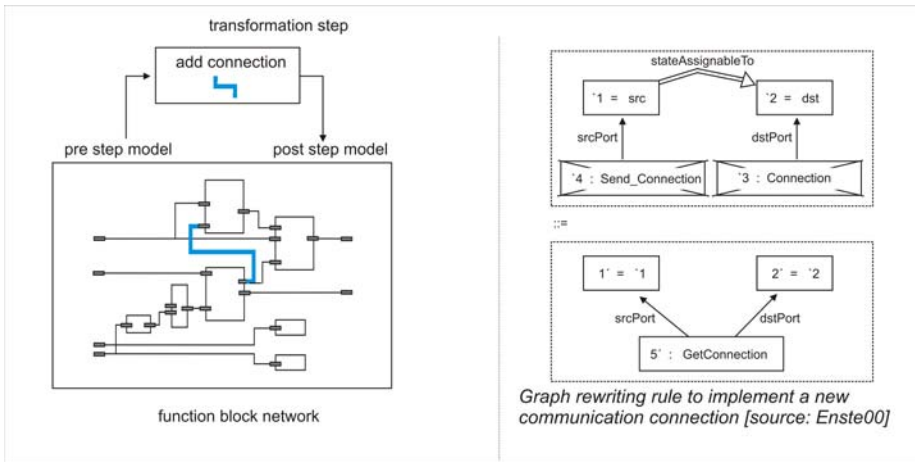 transformation step
add connection
pre step model
post step model
function block network
stateAssignableTo
`1 = src
`2 = dst
srcPort
dstPort
`4 : Send_Connection
`3 : Connection
::=
1´ = `1
2´ = `2
srcPort
dstPort
5´ : GetConnection
Graph rewriting rule to implement a new
communication connection [source: Enste00]